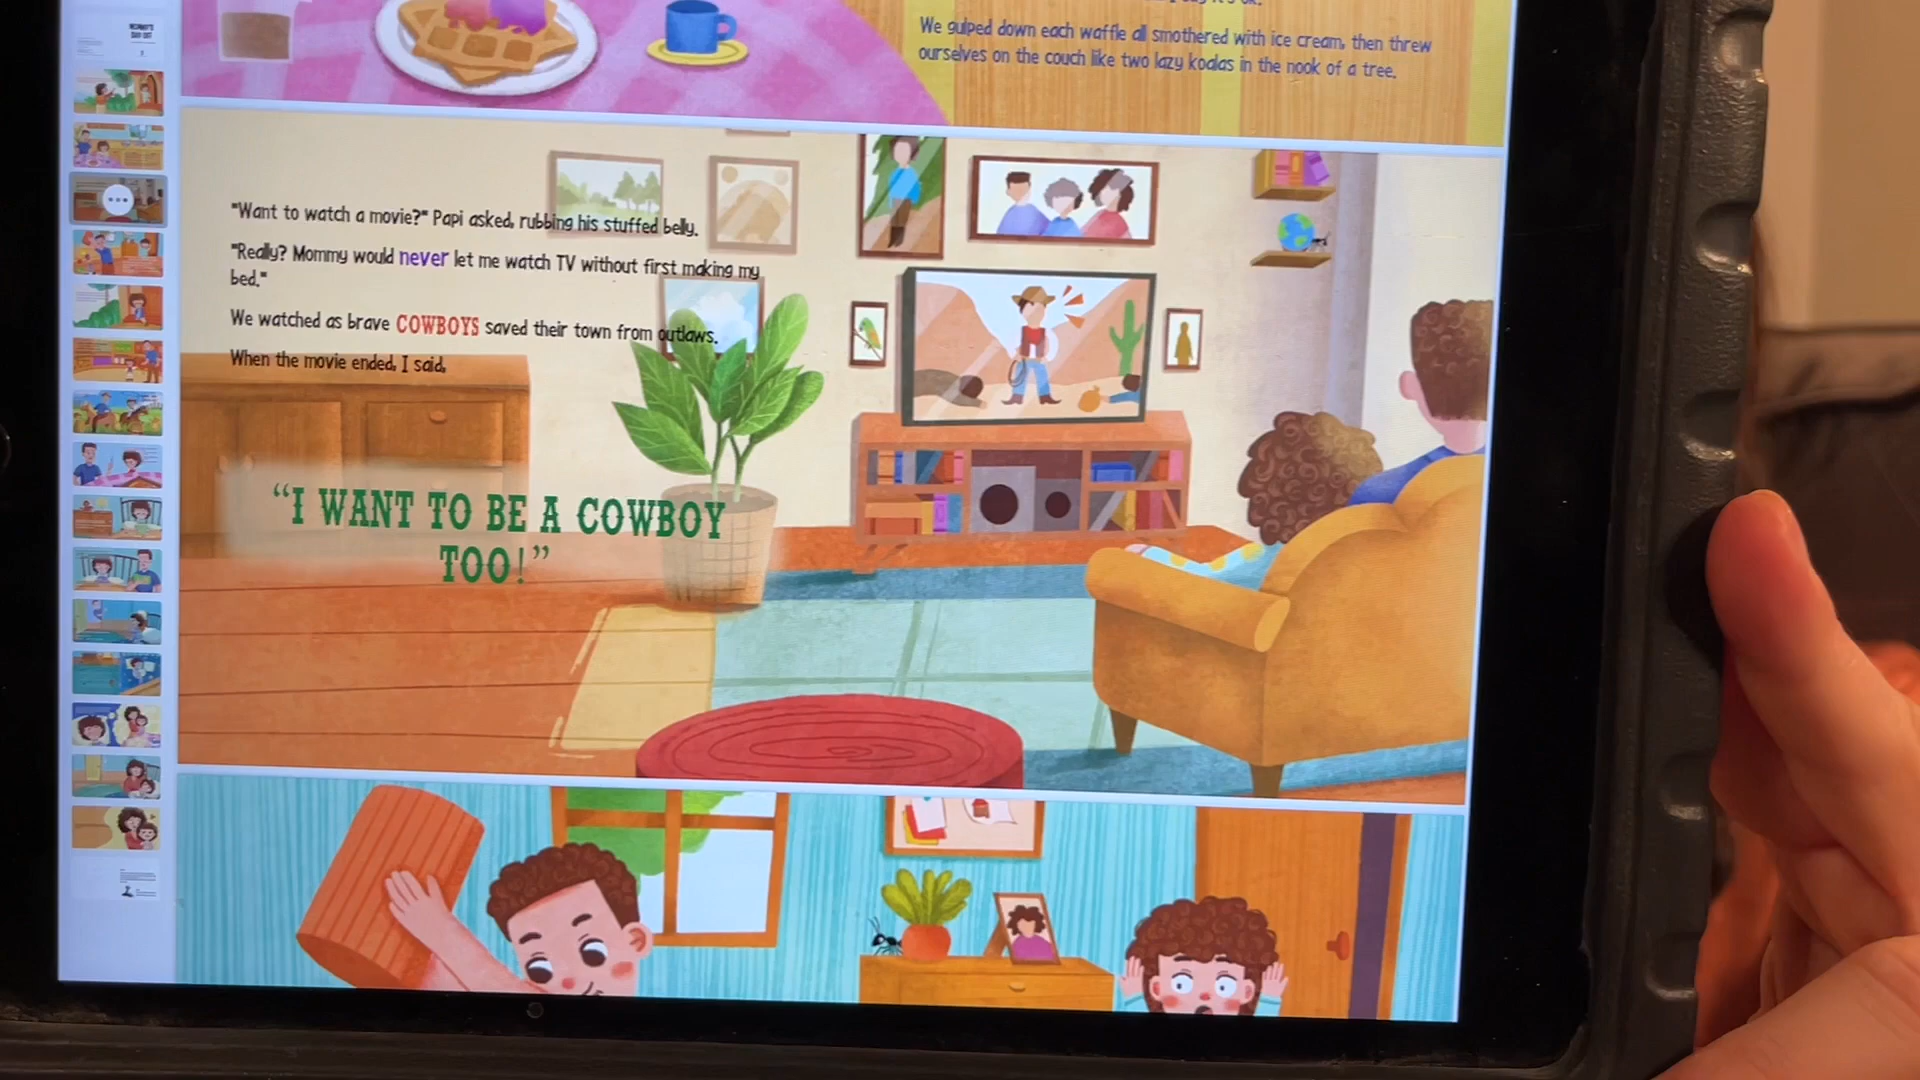 We gulped down each waffle all smothered with ice cream, then threw
ourselves on the couch like two lazy koalas in the nook of a tree.
"Want to watch a movie?" Papi asked, rubbing his stuffed belly.
"Really? Mommy would never let me watch TV without first making my
bed."
We watched as brave COWBOYS saved their town from outlaws.
When the movie ended, I said,
“I WANT TO BE A COWBOY
TOO!”